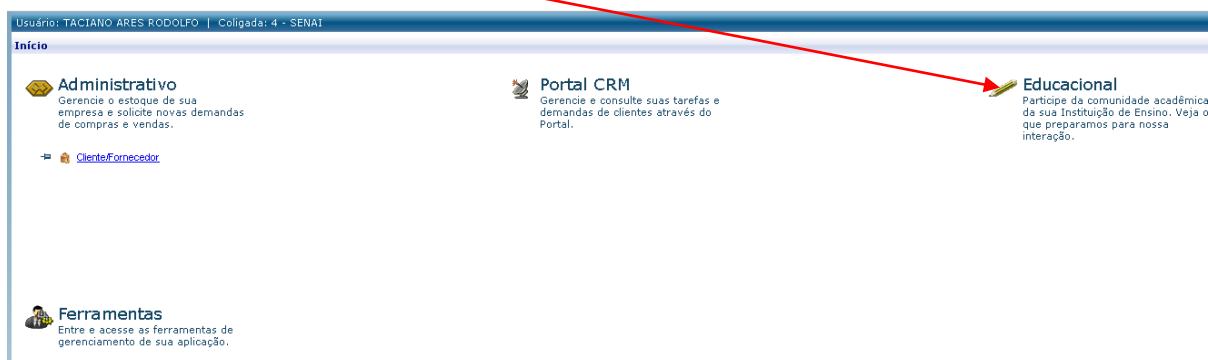 Usuário: TACIANO ARES RODOLFO | Coligada: 4 - SENAI
Início
Administrativo
Gerencie o estoque de sua
empresa e solicite novas demandas
de compras e vendas.
Cliente/Fornecedor
Portal CRM
Gerencie e consulte suas tarefas e
demandas de clientes através do
Portal.
Educacional
Participe da comunidade acadêmica
da sua Instituição de Ensino. Veja o
que preparamos para nossa
interação.
Ferramentas
Entre e acesse as ferramentas de
gerenciamento de sua aplicação.